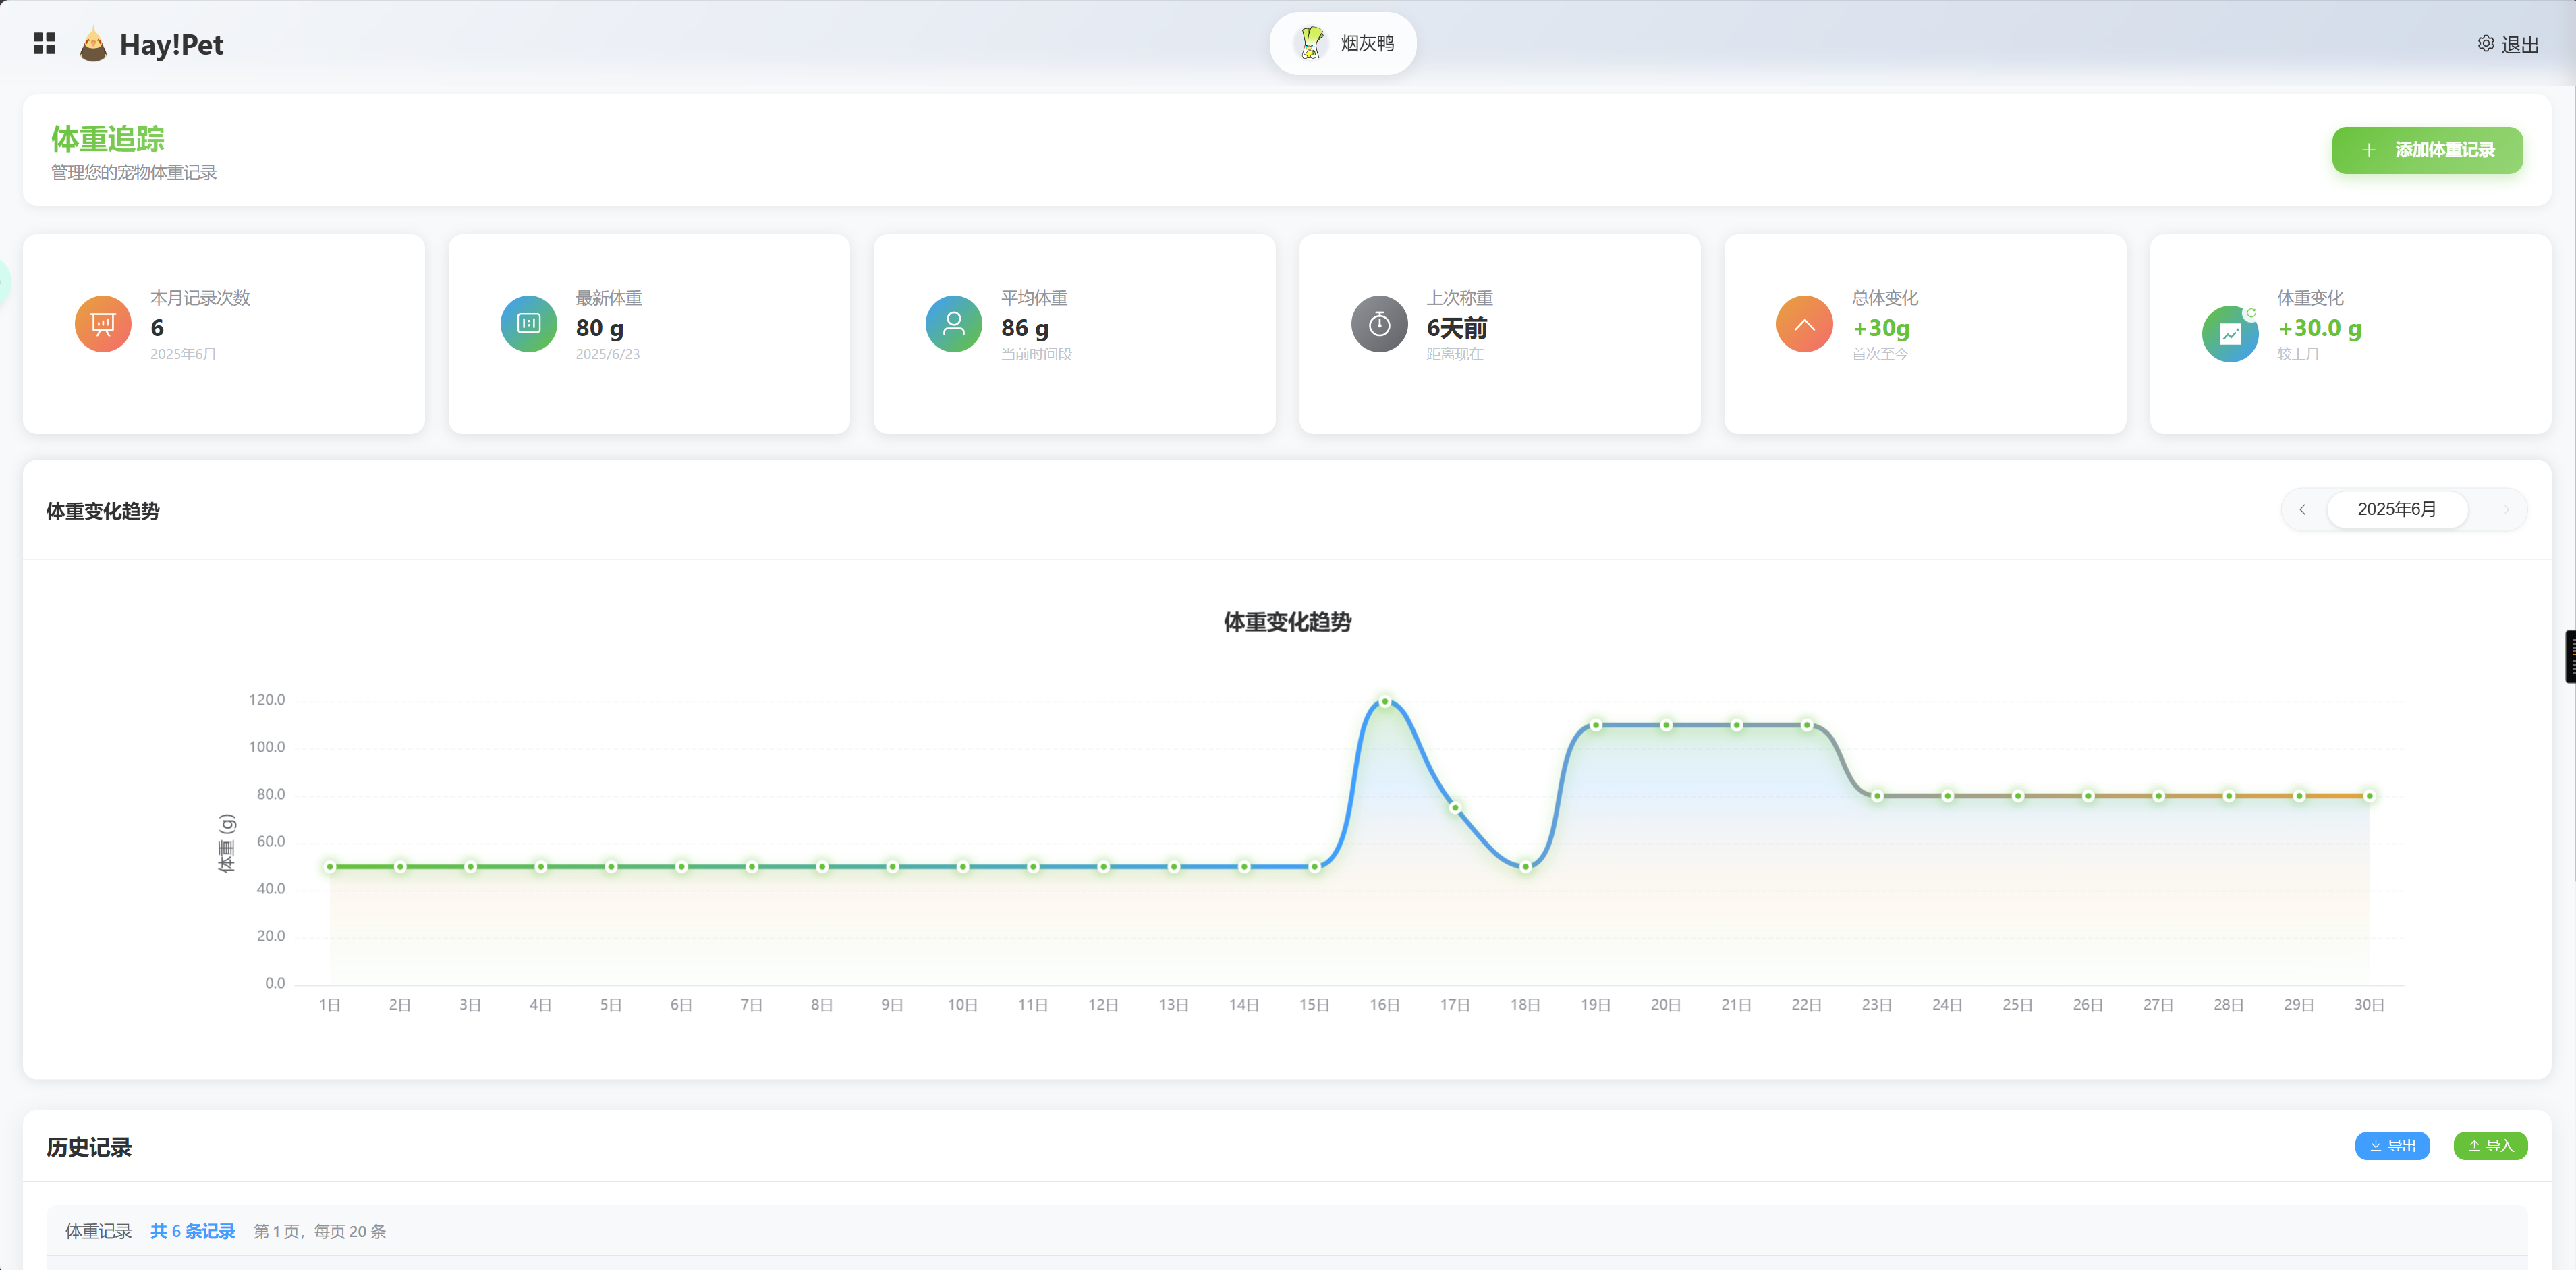 Hay!Pet
烟灰鸭
退出
体重追踪
管理您的宠物体重记录
添加体重记录
本月记录次数
6
2025年6月
最新体重
80 g
2025/6/23
平均体重
86 g
当前时间段
上次称重
6天前
距离现在
总体变化
+30g
首次至今
体重变化
+30.0 g
较上月
体重变化趋势
2025年6月
体重变化趋势
体重 (g)
120.0
100.0
80.0
60.0
40.0
20.0
0.0
1日 2日 3日 4日 5日 6日 7日 8日 9日 10日 11日 12日 13日 14日 15日 16日 17日 18日 19日 20日 21日 22日 23日 24日 25日 26日 27日 28日 29日 30日
历史记录
导出
导入
体重记录 共 6 条记录 第 1 页，每页 20 条